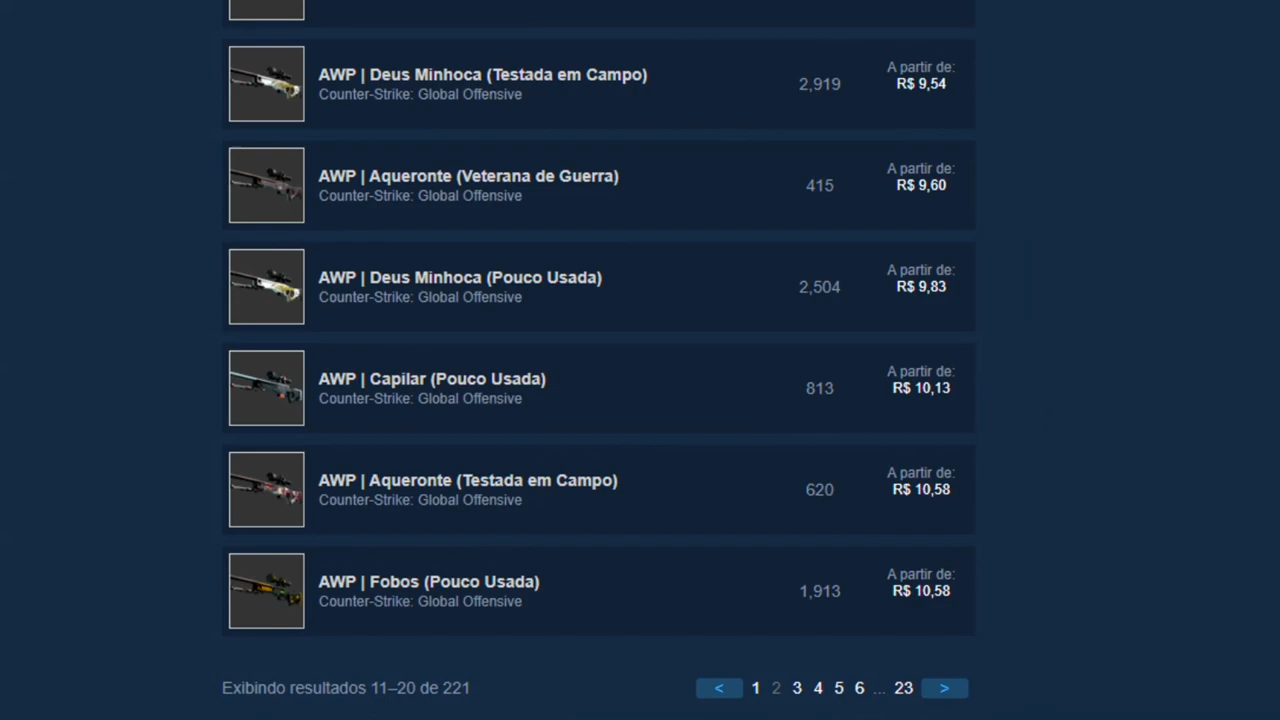 AWP | Deus Minhoca (Testada em Campo)
Counter-Strike: Global Offensive
2,919
A partir de:
R$ 9,54
AWP | Aqueronte (Veterana de Guerra)
Counter-Strike: Global Offensive
415
A partir de:
R$ 9,60
AWP | Deus Minhoca (Pouco Usada)
Counter-Strike: Global Offensive
2,504
A partir de:
R$ 9,83
AWP | Capilar (Pouco Usada)
Counter-Strike: Global Offensive
813
A partir de:
R$ 10,13
AWP | Aqueronte (Testada em Campo)
Counter-Strike: Global Offensive
620
A partir de:
R$ 10,58
AWP | Fobos (Pouco Usada)
Counter-Strike: Global Offensive
1,913
A partir de:
R$ 10,58
Exibindo resultados 11–20 de 221
< 1 2 3 4 5 6 ... 23 >